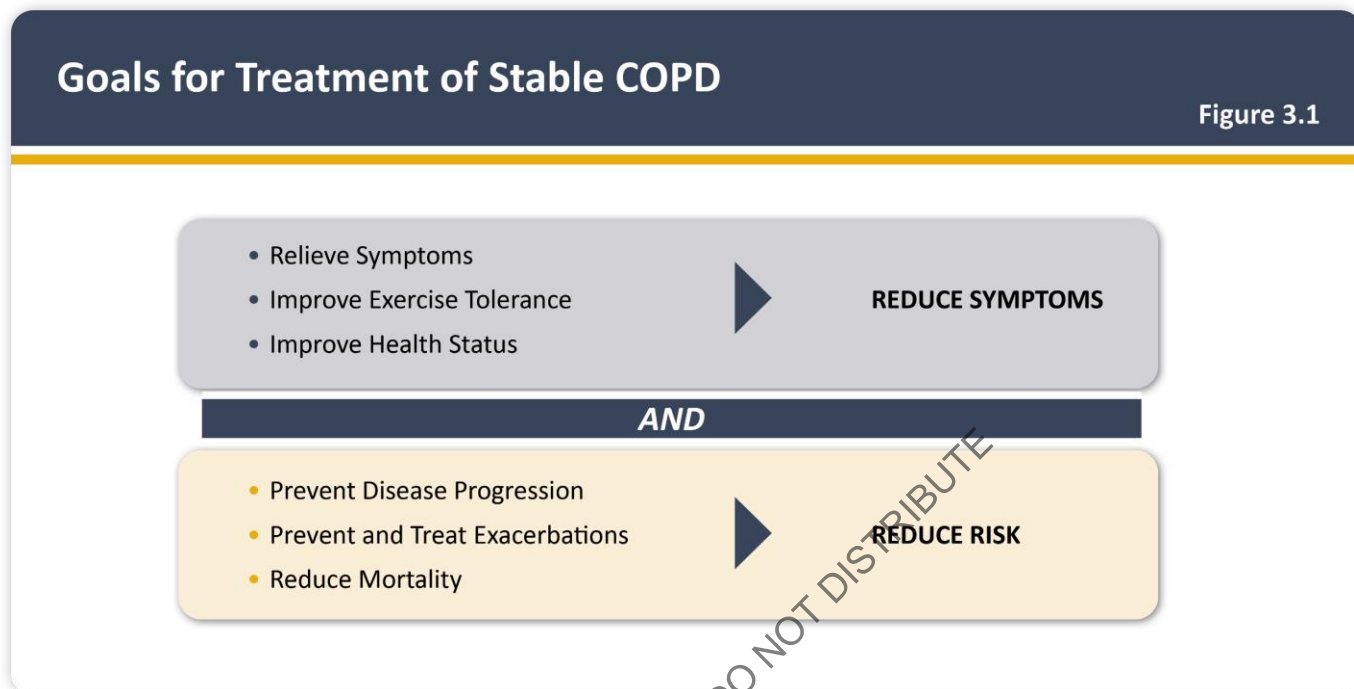 Goals for Treatment of Stable COPD
Figure 3.1
• Relieve Symptoms
• Improve Exercise Tolerance
• Improve Health Status
REDUCE SYMPTOMS
AND
• Prevent Disease Progression
• Prevent and Treat Exacerbations
• Reduce Mortality
REDUCE RISK
DO NOT DISTRIBUTE